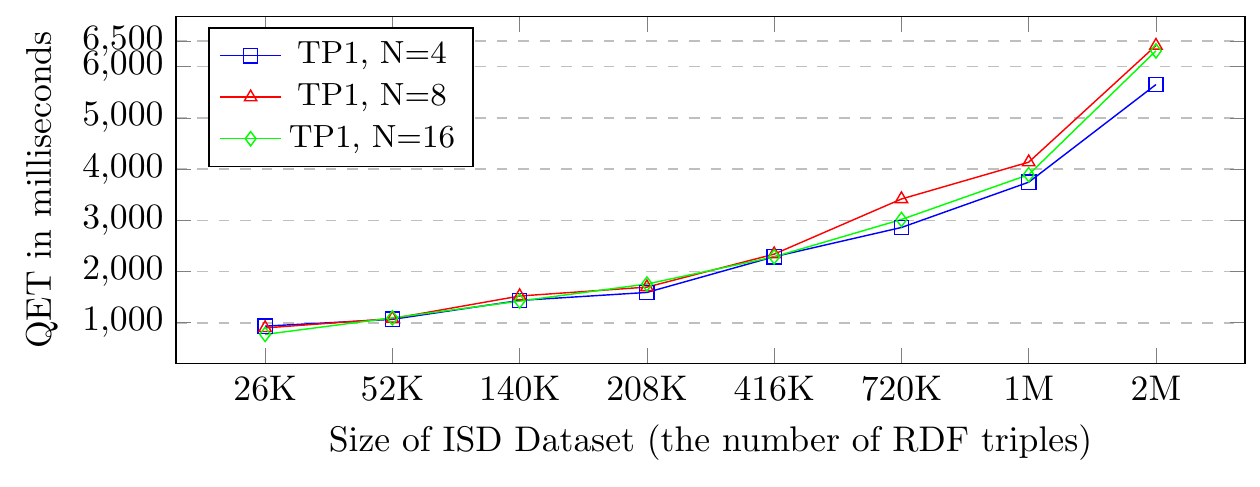 QET in milliseconds
6,500
6,000
5,000
4,000
3,000
2,000
1,000
TP1, N=4
TP1, N=8
TP1, N=16
26K 52K 140K 208K 416K 720K 1M 2M
Size of ISD Dataset (the number of RDF triples)